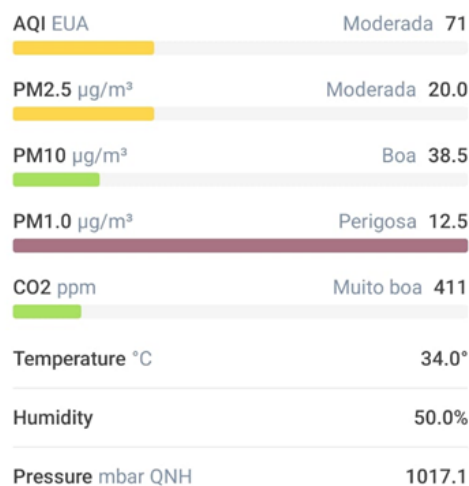 AQI EUA Moderada 71
PM2.5 µg/m³ Moderada 20.0
PM10 µg/m³ Boa 38.5
PM1.0 µg/m³ Perigosa 12.5
CO2 ppm Muito boa 411
Temperature °C 34.0°
Humidity 50.0%
Pressure mbar QNH 1017.1